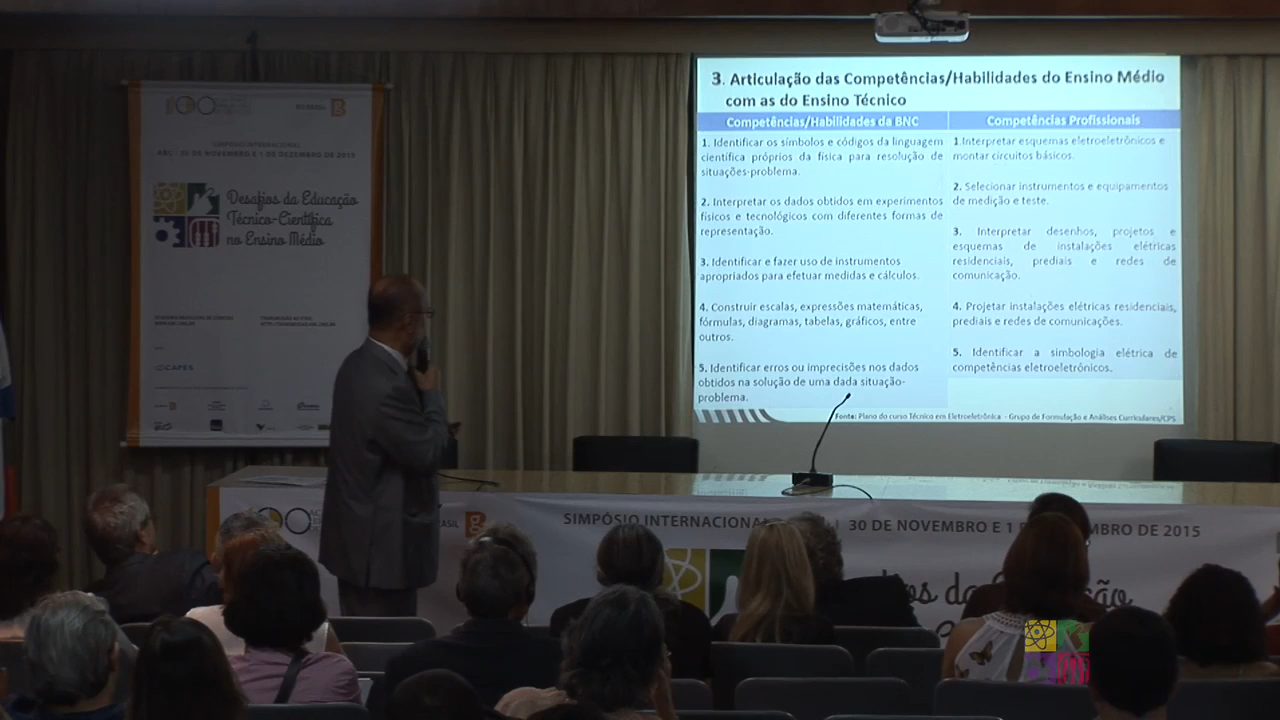 BG BRASIL
SIMPÓSIO INTERNACIONAL
ABC | 30 DE NOVEMBRO E 1 DE DEZEMBRO DE 2015
Desafios da Educação
Técnico-Científica
no Ensino Médio
CAPES
3. Articulação das Competências/Habilidades do Ensino Médio
com as do Ensino Técnico
Competências/Habilidades da BNC
1. Identificar os símbolos e códigos da linguagem
científica próprios da física para resolução de
situações-problema.
2. Interpretar os dados obtidos em experimentos
físicos e tecnológicos com diferentes formas de
representação.
3. Identificar e fazer uso de instrumentos
apropriados para efetuar medidas e cálculos.
4. Construir escalas, expressões matemáticas,
fórmulas, diagramas, tabelas, gráficos, entre
outros.
5. Identificar erros ou imprecisões nos dados
obtidos na solução de uma dada situação-
problema.
Competências Profissionais
1.Interpretar esquemas eletroeletrônicos e
montar circuitos básicos.
2. Selecionar instrumentos e equipamentos
de medição e teste.
3. Interpretar desenhos, projetos e
esquemas de instalações elétricas
residenciais, prediais e redes de
comunicação.
4. Projetar instalações elétricas residenciais,
prediais e redes de comunicações.
5. Identificar a simbologia elétrica de
competências eletroeletrônicos.
Fonte: Plano do curso Técnico em Eletroeletrônica - Grupo de Formulação e Análises Curriculares/CPS
SIMPÓSIO INTERNACIONAL 30 DE NOVEMBRO E 1 DE 2015